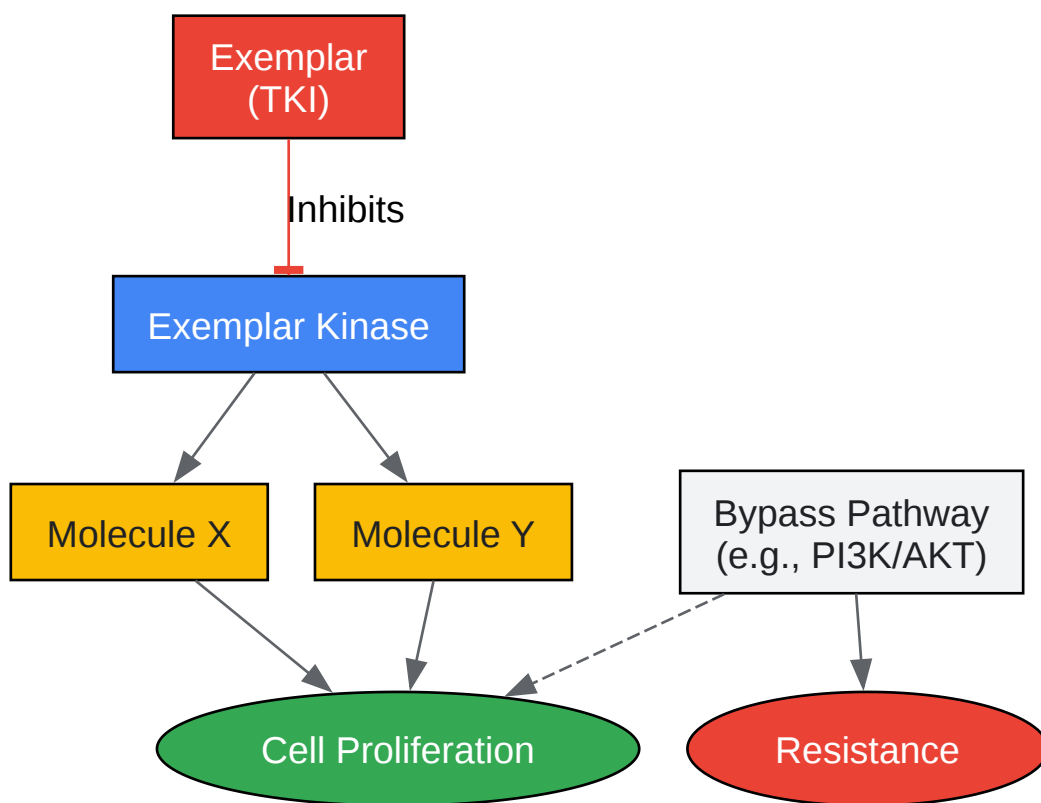 Exemplar
(TKI)
Inhibits
Exemplar Kinase
Molecule X
Molecule Y
Bypass Pathway
(e.g., PI3K/AKT)
Cell Proliferation
Resistance